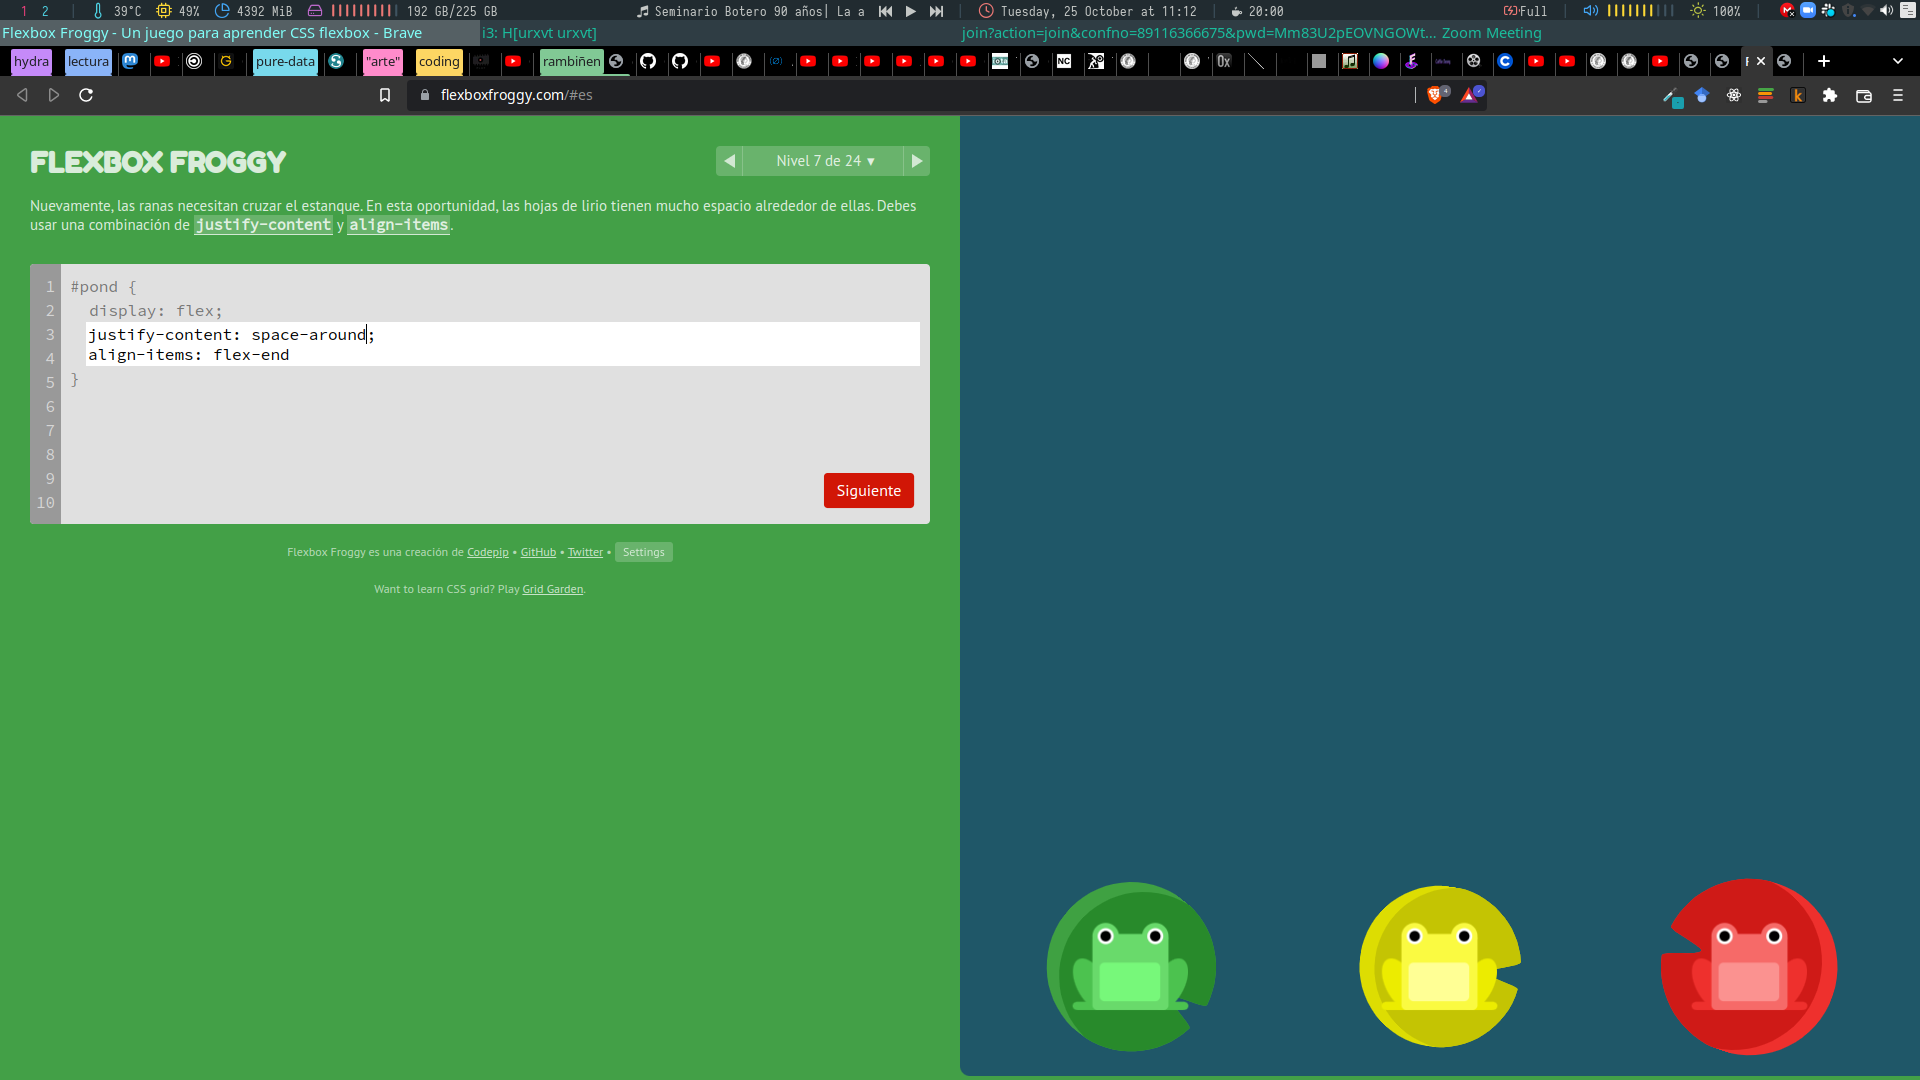 1 2 39°C 49% 4392 MiB 192 GB/225 GB Seminario Botero 90 años| La a Tuesday, 25 October at 11:12 20:00 Full 100%
Flexbox Froggy - Un juego para aprender CSS flexbox - Brave i3: H[urxvt urxvt] join?action=join&confno=89116366675&pwd=Mm83U2pEOVNGOWt... Zoom Meeting
hydra lectura pure-data "arte" coding rambiñen
flexboxfroggy.com/#es
FLEXBOX FROGGY
Nivel 7 de 24 ▾
Nuevamente, las ranas necesitan cruzar el estanque. En esta oportunidad, las hojas de lirio tienen mucho espacio alrededor de ellas. Debes
usar una combinación de justify-content y align-items.
1 #pond {
2 display: flex;
3 justify-content: space-around;
4 align-items: flex-end
5 }
6
7
8
9
10
Siguiente
Flexbox Froggy es una creación de Codepip • GitHub • Twitter • Settings
Want to learn CSS grid? Play Grid Garden.